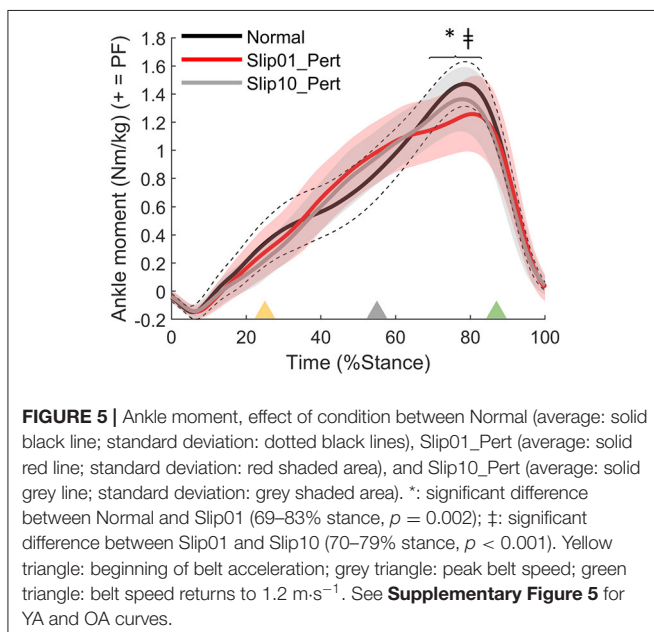 * ‡
Normal
Slip01_Pert
Slip10_Pert
Ankle moment (Nm/kg) (+ = PF)
1.8
1.6
1.4
1.2
1
0.8
0.6
0.4
0.2
0
-0.2
0 20 40 60 80 100
Time (%Stance)
FIGURE 5 | Ankle moment, effect of condition between Normal (average: solid
black line; standard deviation: dotted black lines), Slip01_Pert (average: solid
red line; standard deviation: red shaded area), and Slip10_Pert (average: solid
grey line; standard deviation: grey shaded area). *: significant difference
between Normal and Slip01 (69–83% stance, p = 0.002); ‡: significant
difference between Slip01 and Slip10 (70–79% stance, p < 0.001). Yellow
triangle: beginning of belt acceleration; grey triangle: peak belt speed; green
triangle: belt speed returns to 1.2 m·s⁻¹. See Supplementary Figure 5 for
YA and OA curves.